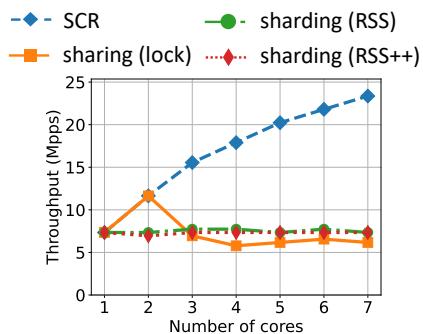 SCR
sharding (RSS)
sharing (lock)
sharding (RSS++)
25
20
15
10
5
0
Throughput (Mpps)
1 2 3 4 5 6 7
Number of cores